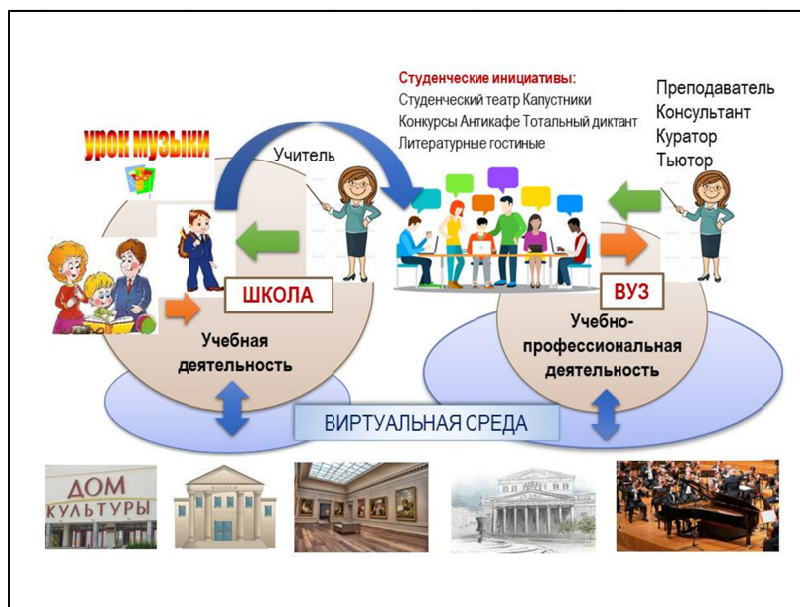 урок музыки
Учитель
ШКОЛА
Учебная
деятельность
Студенческие инициативы:
Студенческий театр Капустники
Конкурсы Антикафе Тотальный диктант
Литературные гостиные
Преподаватель
Консультант
Куратор
Тьютор
ВУЗ
Учебно-
профессиональная
деятельность
ВИРТУАЛЬНАЯ СРЕДА
ДОМ
КУЛЬТУРЫ
MUSEUM